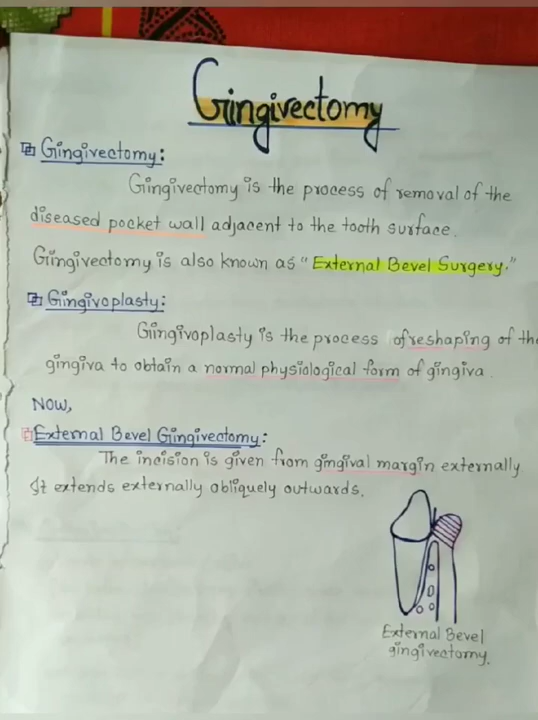 Gingivectomy
Gingivectomy:
Gingivectomy is the process of removal of the
diseased pocket wall adjacent to the tooth surface.
Gingivectomy is also known as "External Bevel Surgery."
Gingivoplasty:
Gingivoplasty is the process of reshaping of the
gingiva to obtain a normal physiological form of gingiva.
NOW,
External Bevel Gingivectomy:
The incision is given from gingival margin externally
It extends externally obliquely outwards.
External Bevel
gingivectomy.